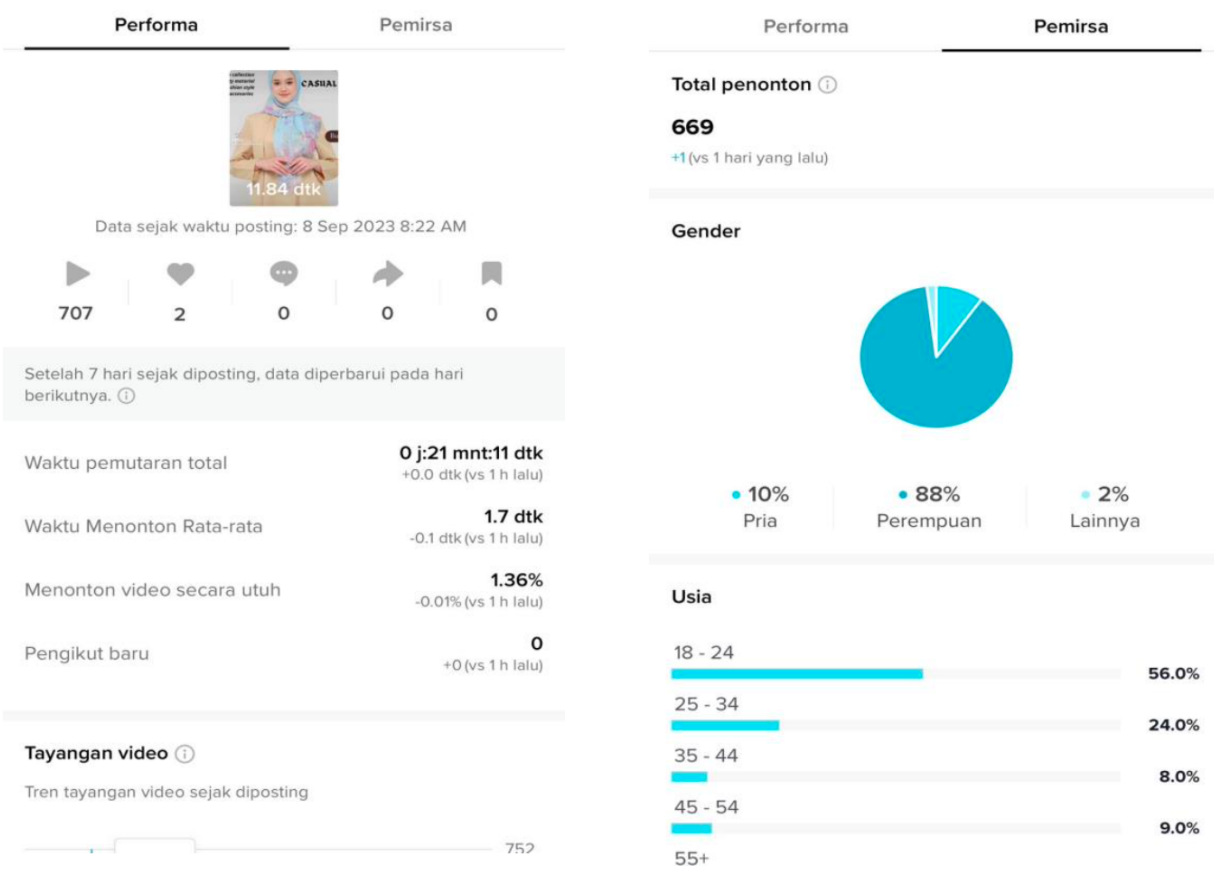 Performa
Pemirsa
CASUAL
11.84 dtk
Data sejak waktu posting: 8 Sep 2023 8:22 AM
707
2
0
0
0
Setelah 7 hari sejak diposting, data diperbarui pada hari
berikutnya.
Waktu pemutaran total
0 j:21 mnt:11 dtk
+0.0 dtk (vs 1 h lalu)
Waktu Menonton Rata-rata
1.7 dtk
-0.1 dtk (vs 1 h lalu)
Menonton video secara utuh
1.36%
-0.01% (vs 1 h lalu)
Pengikut baru
0
+0 (vs 1 h lalu)
Tayangan video
Tren tayangan video sejak diposting
752
Performa
Pemirsa
Total penonton
669
+1 (vs 1 hari yang lalu)
Gender
10%
Pria
88%
Perempuan
2%
Lainnya
Usia
18 - 24
56.0%
25 - 34
24.0%
35 - 44
8.0%
45 - 54
9.0%
55+